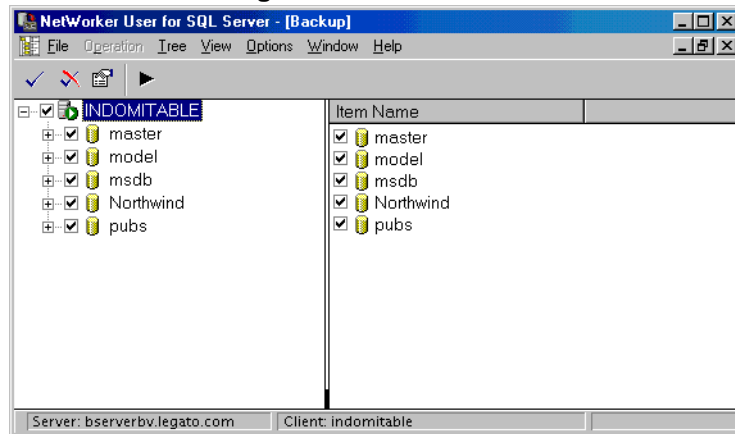 NetWorker User for SQL Server - [Backup]
File Operation Tree View Options Window Help
INDOMITABLE
master
model
msdb
Northwind
pubs
Item Name
master
model
msdb
Northwind
pubs
Server: bserverbv.legato.com Client: indomitable